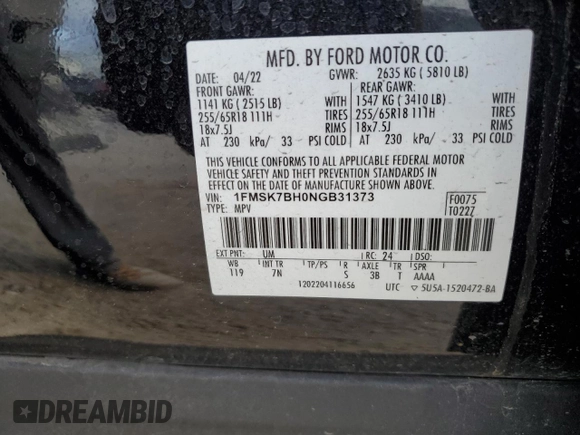 MFD. BY FORD MOTOR CO.
DATE: 04/22 GVWR: 2635 KG ( 5810 LB)
FRONT GAWR: REAR GAWR:
1141 KG ( 2515 LB) WITH 1547 KG ( 3410 LB) WITH
255/65R18 111H TIRES 255/65R18 111H TIRES
18x7.5J RIMS 18x7.5J RIMS
AT 230 kPa/ 33 PSI COLD AT 230 kPa/ 33 PSI COLD
THIS VEHICLE CONFORMS TO ALL APPLICABLE FEDERAL MOTOR
VEHICLE SAFETY AND THEFT PREVENTION STANDARDS IN
EFFECT ON THE DATE OF MANUFACTURE SHOWN ABOVE.
VIN: 1FMSK7BH0NGB31373 F0075
TYPE: MPV T0227
EXT PNT: UM RC: 24 DSO:
WB INT TR TP/PS R AXLE TR SPR
119 7N S 3B T AAAA
1202204116656 UTC ▽ 5U5A-1520472-BA
DREAMBID